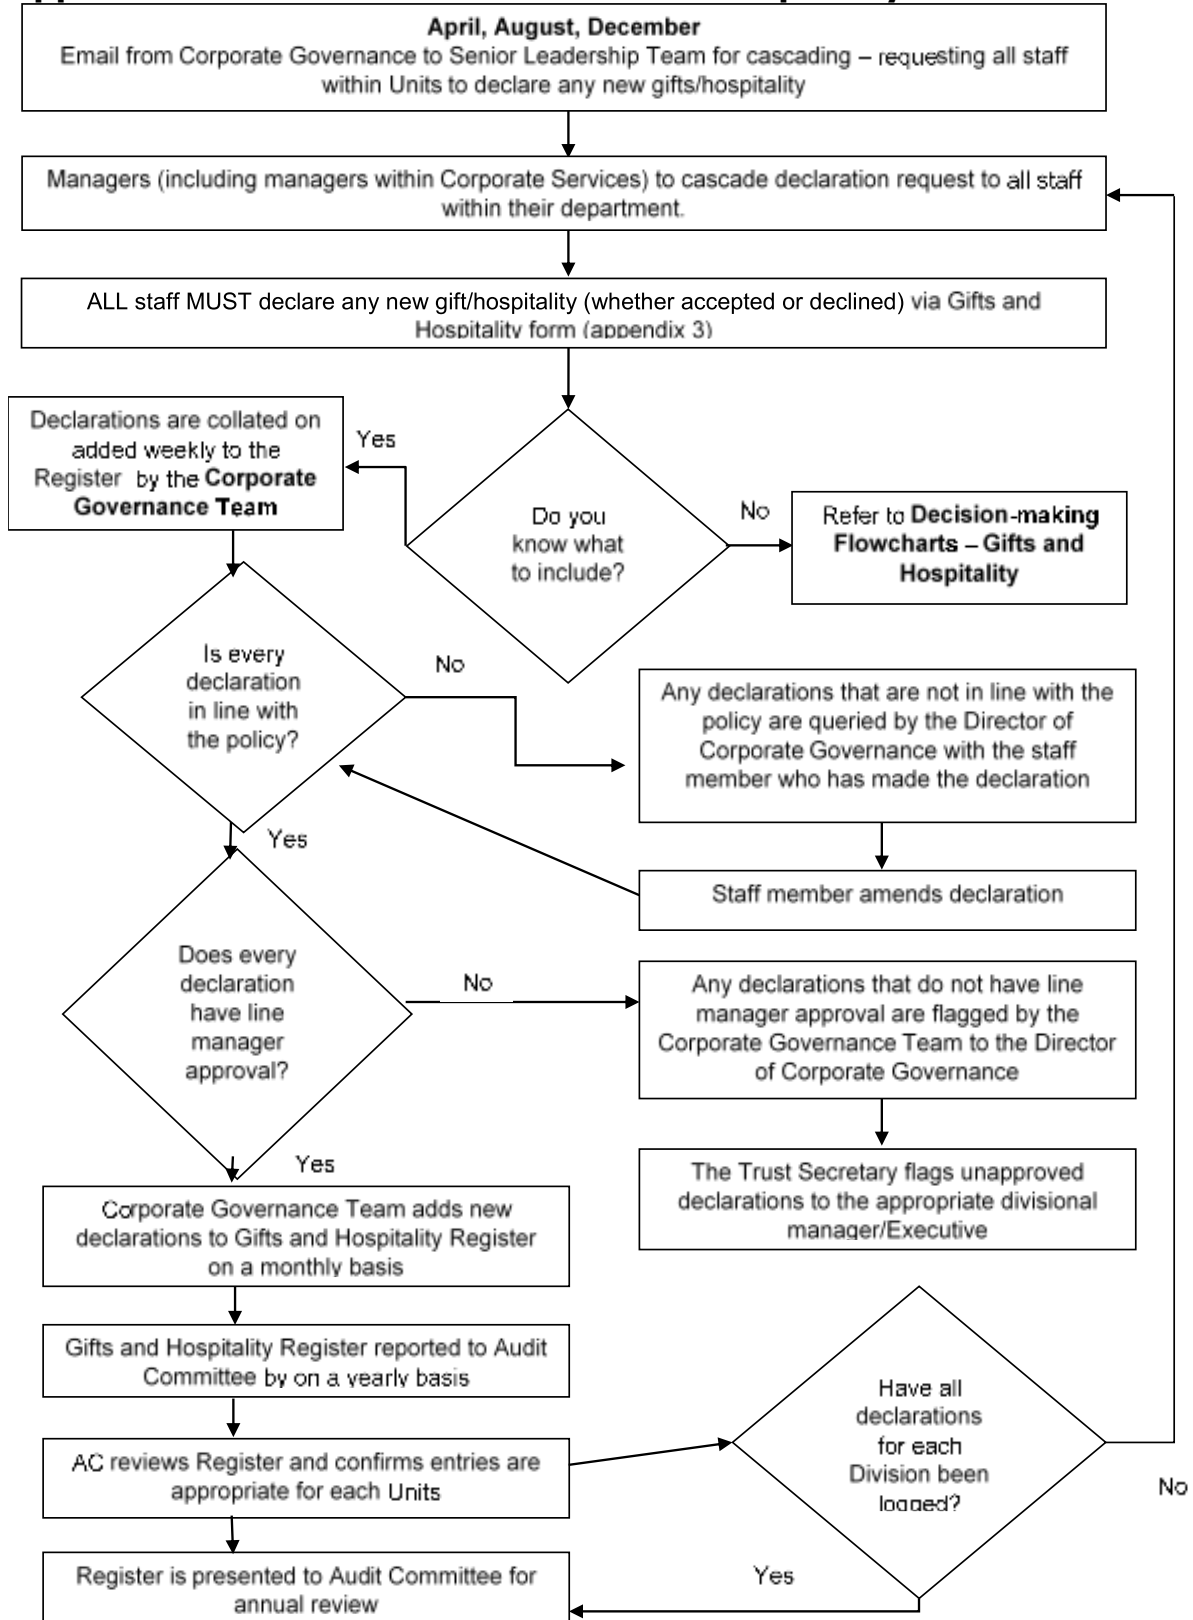 April, August, December
Email from Corporate Governance to Senior Leadership Team for cascading – requesting all staff
within Units to declare any new gifts/hospitality
Managers (including managers within Corporate Services) to cascade declaration request to all staff
within their department.
ALL staff MUST declare any new gift/hospitality (whether accepted or declined) via Gifts and
Hospitality form (appendix 3)
Declarations are collated on
added weekly to the
Register by the Corporate
Governance Team
Yes
Do you
know what
to include?
No
Refer to Decision-making
Flowcharts – Gifts and
Hospitality
Is every
declaration
in line with
the policy?
No
Any declarations that are not in line with the
policy are queried by the Director of
Corporate Governance with the staff
member who has made the declaration
Yes
Staff member amends declaration
Does every
declaration
have line
manager
approval?
No
Any declarations that do not have line
manager approval are flagged by the
Corporate Governance Team to the Director
of Corporate Governance
Yes
The Trust Secretary flags unapproved
declarations to the appropriate divisional
manager/Executive
Corporate Governance Team adds new
declarations to Gifts and Hospitality Register
on a monthly basis
Gifts and Hospitality Register reported to Audit
Committee by on a yearly basis
AC reviews Register and confirms entries are
appropriate for each Units
Have all
declarations
for each
Division been
logged?
No
Yes
Register is presented to Audit Committee for
annual review